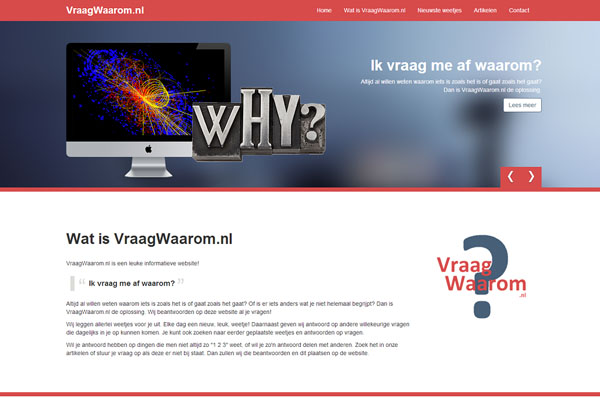 VraagWaarom.nl
Home Wat is VraagWaarom.nl Nieuwste weetjes Artikelen Contact
WHY?
Ik vraag me af waarom?
Altijd al willen weten waarom iets is zoals het is of gaat zoals het gaat?
Dan is VraagWaarom.nl de oplossing.
Lees meer
Wat is VraagWaarom.nl
VraagWaarom.nl is een leuke informatieve website!
“ Ik vraag me af waarom? ”
Altijd al willen weten waarom iets is zoals het is of gaat zoals het gaat? Of is er iets anders wat je niet helemaal begrijpt? Dan is
VraagWaarom.nl de oplossing. Wij beantwoorden op deze website al je vragen!
Wij leggen allerlei weetjes voor je uit. Elke dag een nieuw, leuk, weetje! Daarnaast geven wij antwoord op andere willekeurige vragen
die dagelijks in je op kunnen komen. Je kunt ook zoeken naar eerder geplaatste weetjes en antwoorden op vragen.
Wil je antwoord hebben op dingen die men niet altijd zo "1 2 3" weet: of wil je zo'n antwoord delen met anderen. Zoek het in onze
artikelen of stuur je vraag op als deze er niet bij staat. Dan zullen wij die beantwoorden en dit plaatsen op de website.
Vraag
Waarom
.nl
?